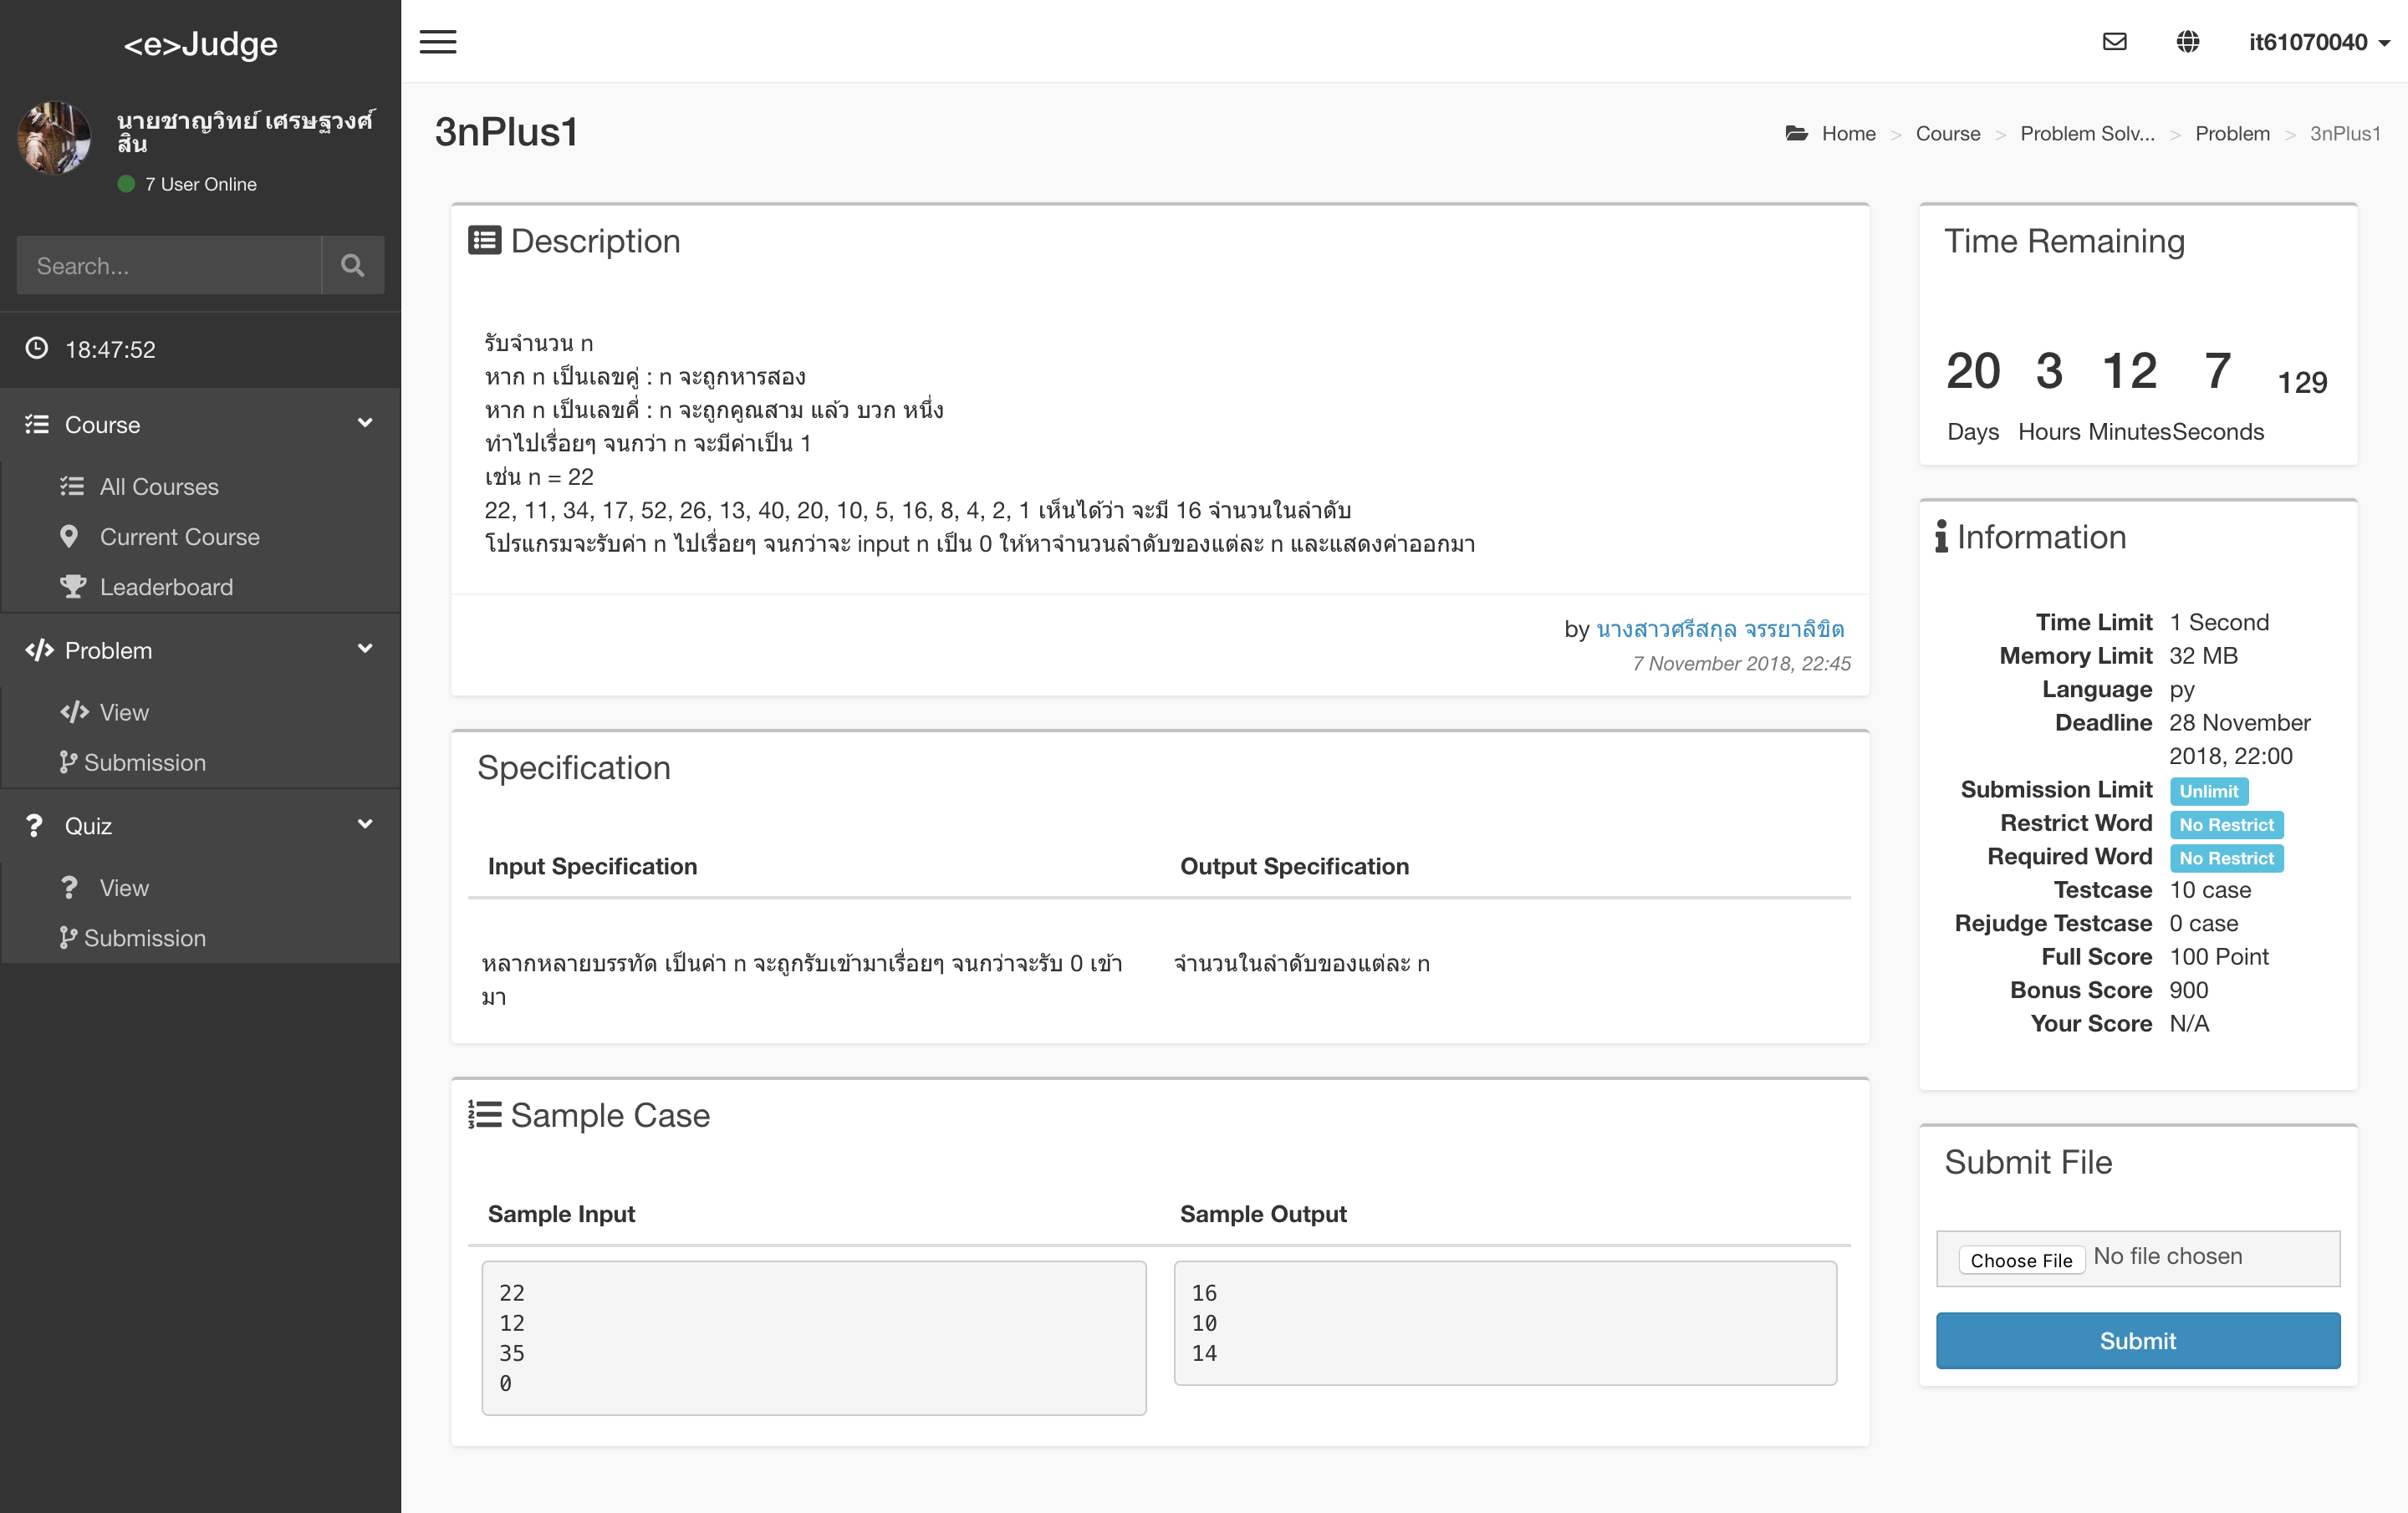 <e>Judge
นายชาญวิทย์ เศรษฐวงศ์
สิน
7 User Online
Search...
18:47:52
Course
All Courses
Current Course
Leaderboard
Problem
View
Submission
Quiz
View
Submission
it61070040
3nPlus1
Home > Course > Problem Solv... > Problem > 3nPlus1
Description
รับจำนวน n
หาก n เป็นเลขคู่ : n จะถูกหารสอง
หาก n เป็นเลขคี่ : n จะถูกคูณสาม แล้ว บวก หนึ่ง
ทำไปเรื่อยๆ จนกว่า n จะมีค่าเป็น 1
เช่น n = 22
22, 11, 34, 17, 52, 26, 13, 40, 20, 10, 5, 16, 8, 4, 2, 1 เห็นได้ว่า จะมี 16 จำนวนในลำดับ
โปรแกรมจะรับค่า n ไปเรื่อยๆ จนกว่าจะ input n เป็น 0 ให้หาจำนวนลำดับของแต่ละ n และแสดงค่าออกมา
by นางสาวศรีสกุล จรรยาลิขิต
7 November 2018, 22:45
Specification
Input Specification
Output Specification
หลากหลายบรรทัด เป็นค่า n จะถูกรับเข้ามาเรื่อยๆ จนกว่าจะรับ 0 เข้า
มา
จำนวนในลำดับของแต่ละ n
Sample Case
Sample Input
Sample Output
22
12
35
0
16
10
14
Time Remaining
20 3 12 7 129
Days Hours Minutes Seconds
Information
Time Limit 1 Second
Memory Limit 32 MB
Language py
Deadline 28 November
2018, 22:00
Submission Limit Unlimit
Restrict Word No Restrict
Required Word No Restrict
Testcase 10 case
Rejudge Testcase 0 case
Full Score 100 Point
Bonus Score 900
Your Score N/A
Submit File
Choose File No file chosen
Submit